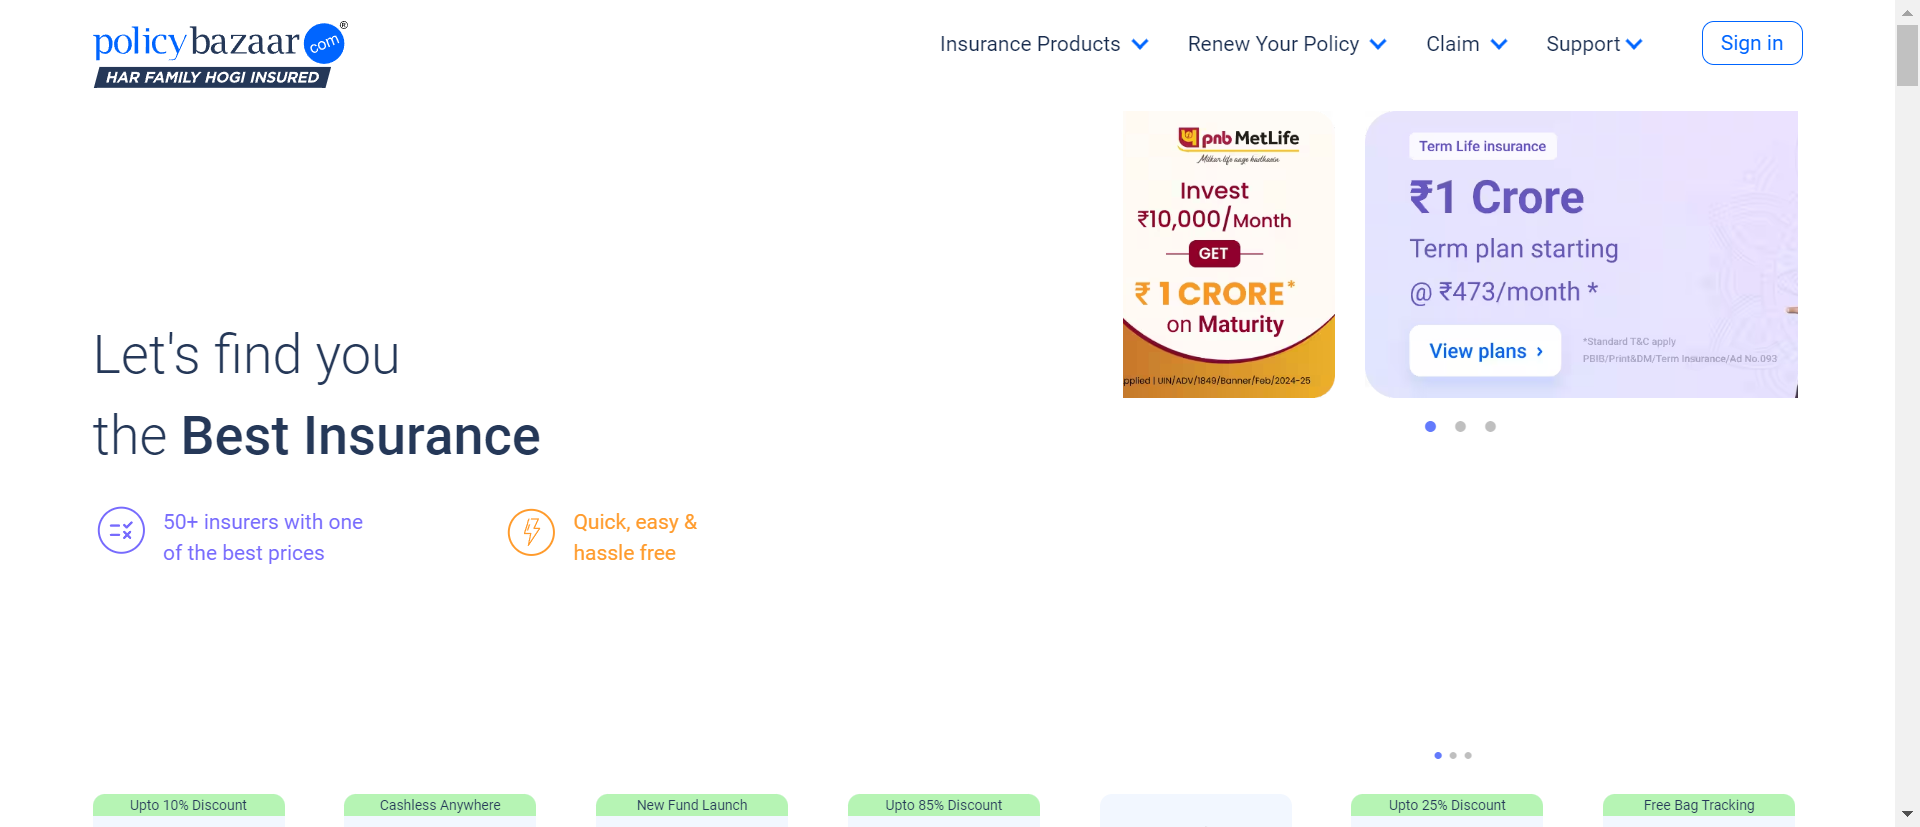 policybazaar com ®
HAR FAMILY HOGI INSURED
Insurance Products
Renew Your Policy
Claim
Support
Sign in
pnb MetLife
Milkar life aage badhaein
Invest
₹10,000/Month
GET
₹ 1 CRORE*
on Maturity
pplied | UIN/ADV/1849/Banner/Feb/2024-25
Term Life insurance
₹1 Crore
Term plan starting
@ ₹473/month *
View plans ›
*Standard T&C apply
PBIB/Print&DM/Term Insurance/Ad No.093
Let's find you
the Best Insurance
50+ insurers with one
of the best prices
Quick, easy &
hassle free
Upto 10% Discount
Cashless Anywhere
New Fund Launch
Upto 85% Discount
Upto 25% Discount
Free Bag Tracking